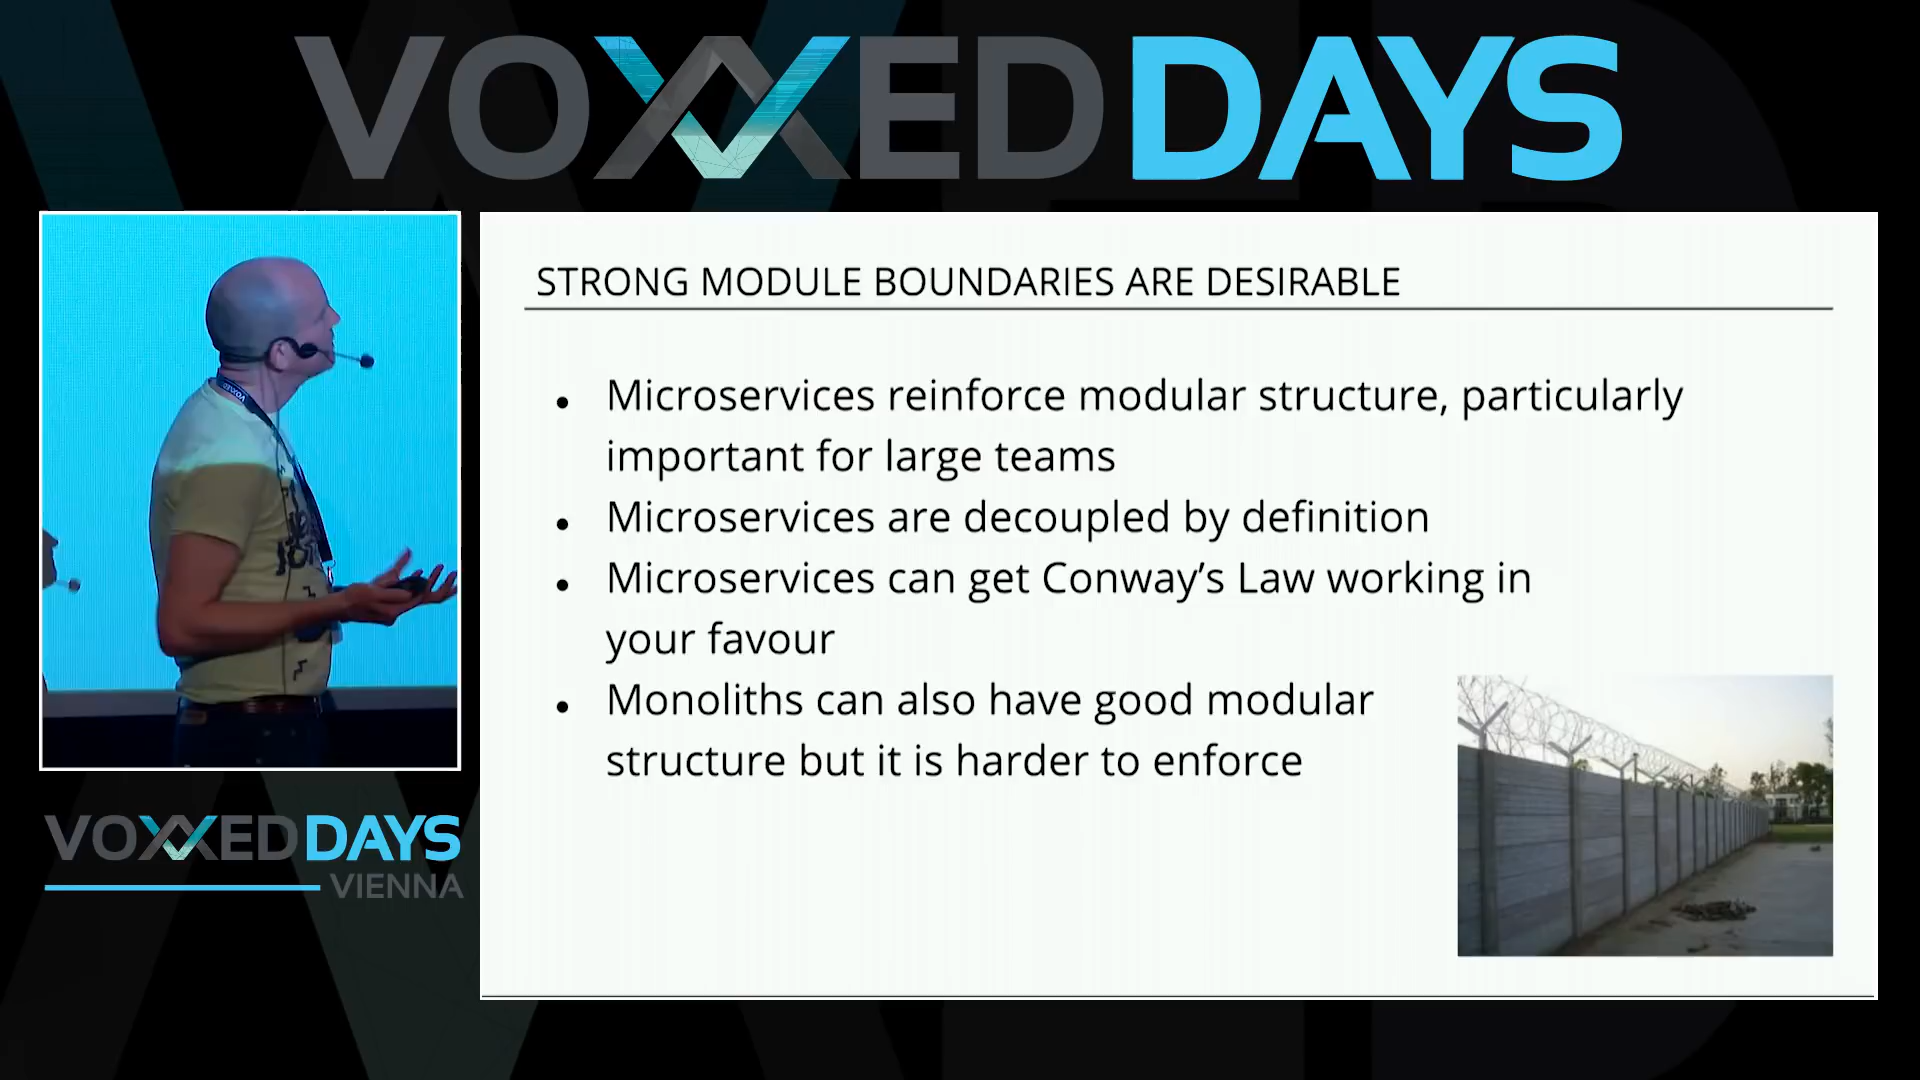 VOXXED DAYS
STRONG MODULE BOUNDARIES ARE DESIRABLE
• Microservices reinforce modular structure, particularly
important for large teams
• Microservices are decoupled by definition
• Microservices can get Conway’s Law working in
your favour
• Monoliths can also have good modular
structure but it is harder to enforce
VOXXED DAYS
VIENNA